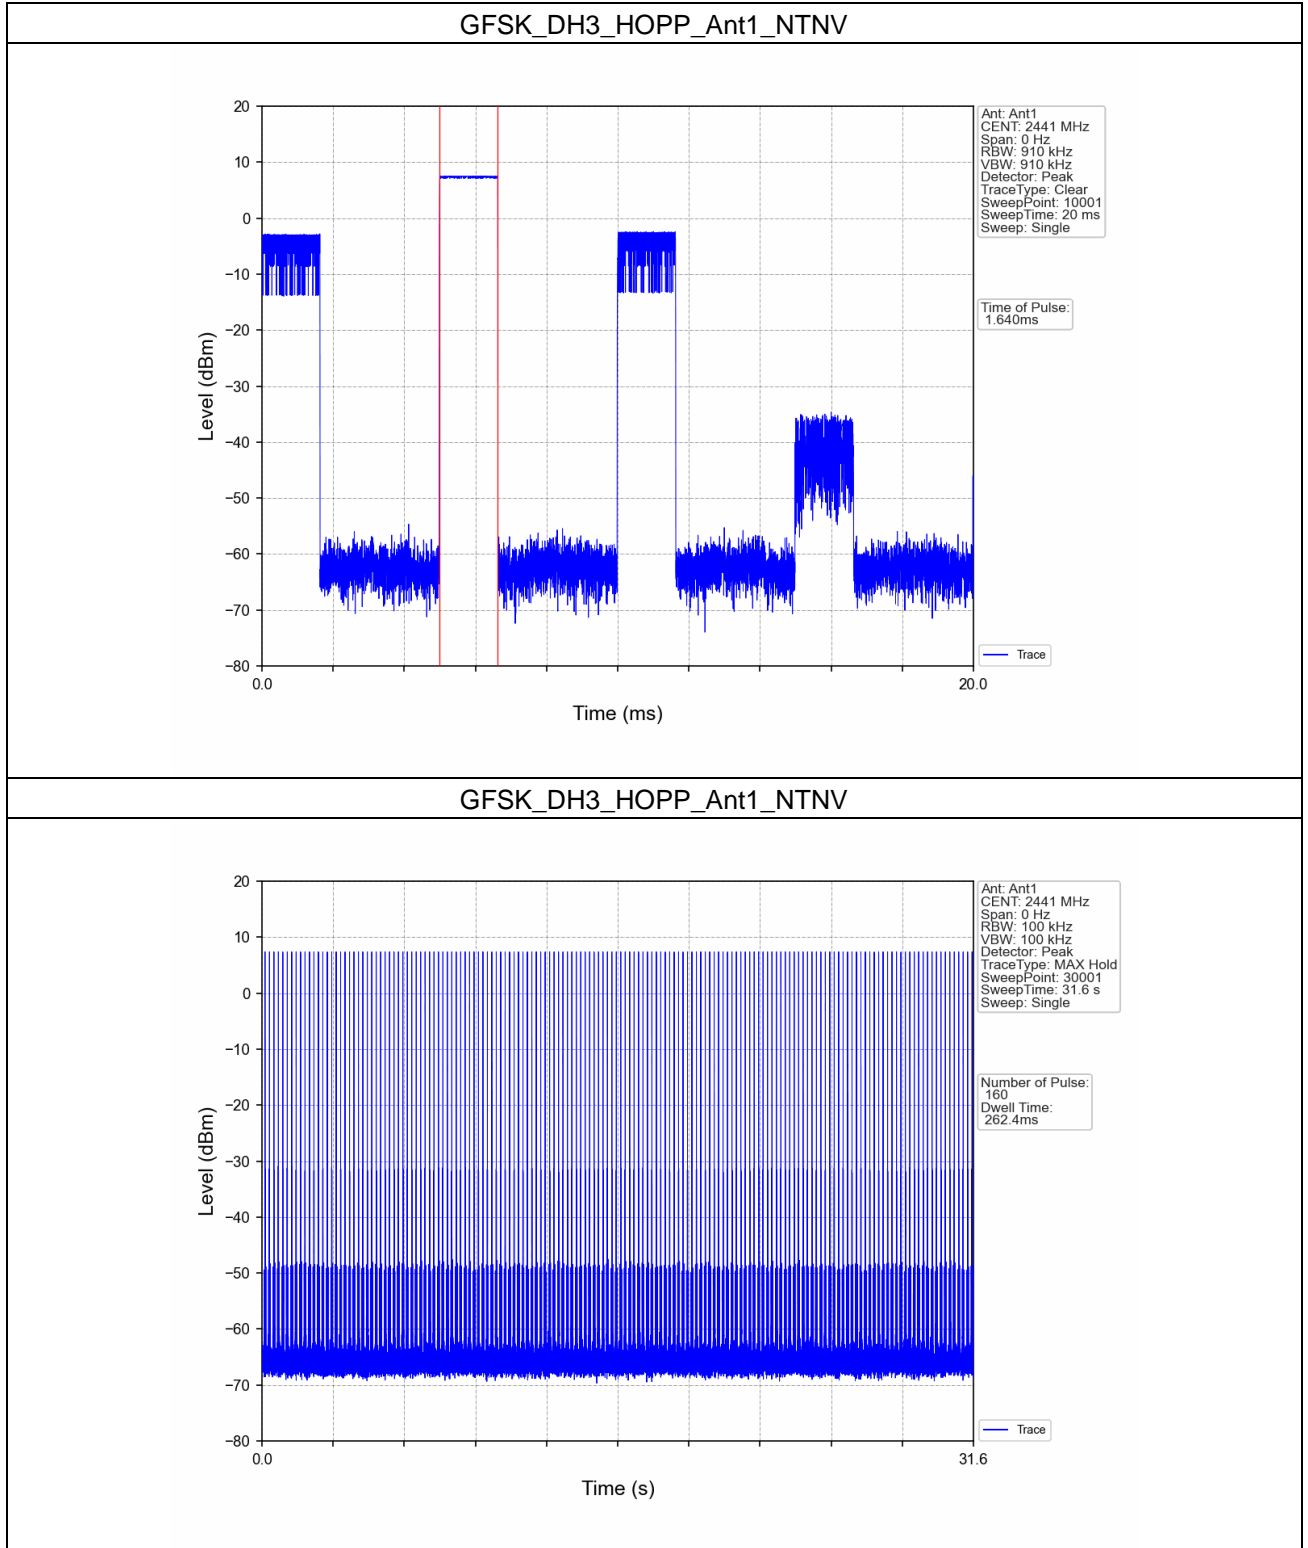 GFSK_DH3_HOPP_Ant1_NTNV
20
10
0
−10
−20
−30
−40
−50
−60
−70
−80
Level (dBm)
0.0
20.0
Time (ms)
Ant: Ant1
CENT: 2441 MHz
Span: 0 Hz
RBW: 910 kHz
VBW: 910 kHz
Detector: Peak
TraceType: Clear
SweepPoint: 10001
SweepTime: 20 ms
Sweep: Single
Time of Pulse:
1.640ms
Trace
GFSK_DH3_HOPP_Ant1_NTNV
20
10
0
−10
−20
−30
−40
−50
−60
−70
−80
Level (dBm)
0.0
31.6
Time (s)
Ant: Ant1
CENT: 2441 MHz
Span: 0 Hz
RBW: 100 kHz
VBW: 100 kHz
Detector: Peak
TraceType: MAX Hold
SweepPoint: 30001
SweepTime: 31.6 s
Sweep: Single
Number of Pulse:
160
Dwell Time:
262.4ms
Trace